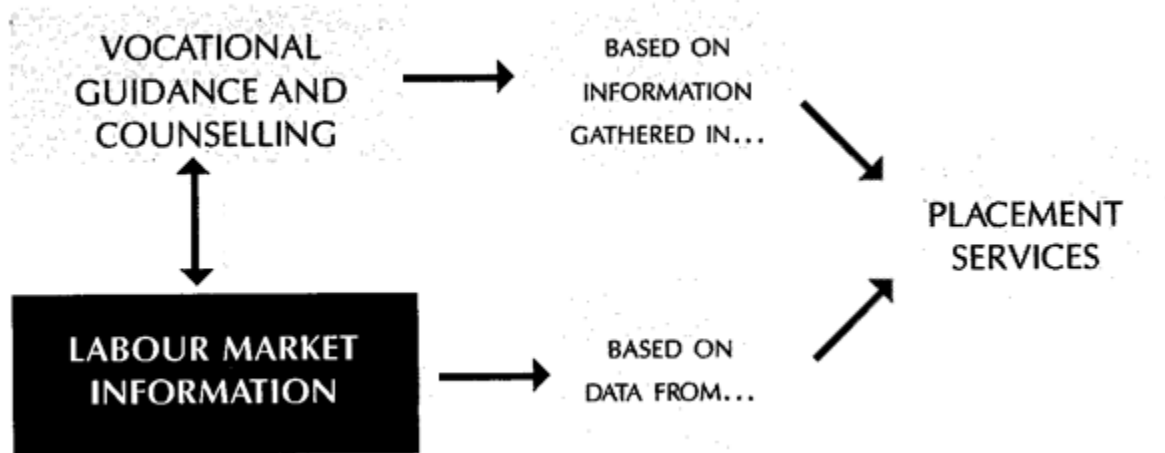 VOCATIONAL
GUIDANCE AND
COUNSELLING
BASED ON
INFORMATION
GATHERED IN...
PLACEMENT
SERVICES
LABOUR MARKET
INFORMATION
BASED ON
DATA FROM...